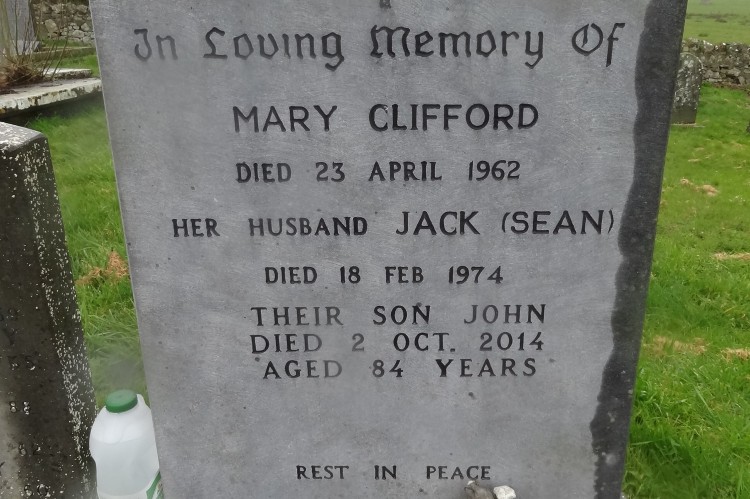 In Loving Memory Of
MARY CLIFFORD
DIED 23 APRIL 1962
HER HUSBAND JACK (SEAN)
DIED 18 FEB 1974
THEIR SON JOHN
DIED 2 OCT. 2014
AGED 84 YEARS
REST IN PEACE